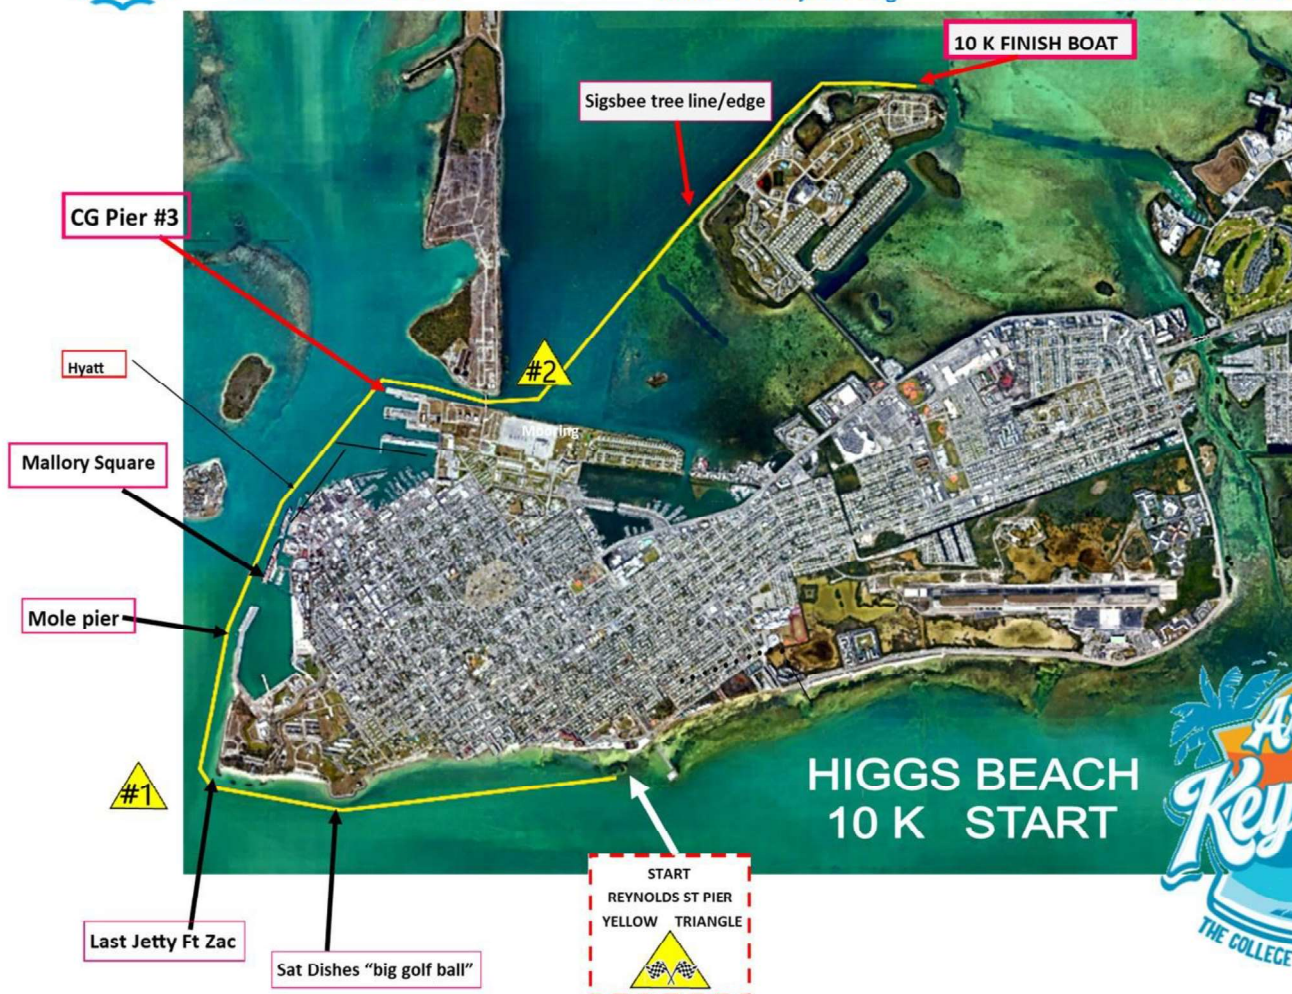 10 K FINISH BOAT
Sigsbee tree line/edge
CG Pier #3
#2
Hyatt
Mooring
Mallory Square
Mole pier
#1
HIGGS BEACH
10 K START
START
REYNOLDS ST PIER
YELLOW TRIANGLE
Last Jetty Ft Zac
Sat Dishes “big golf ball”
Key
THE COLLEGE